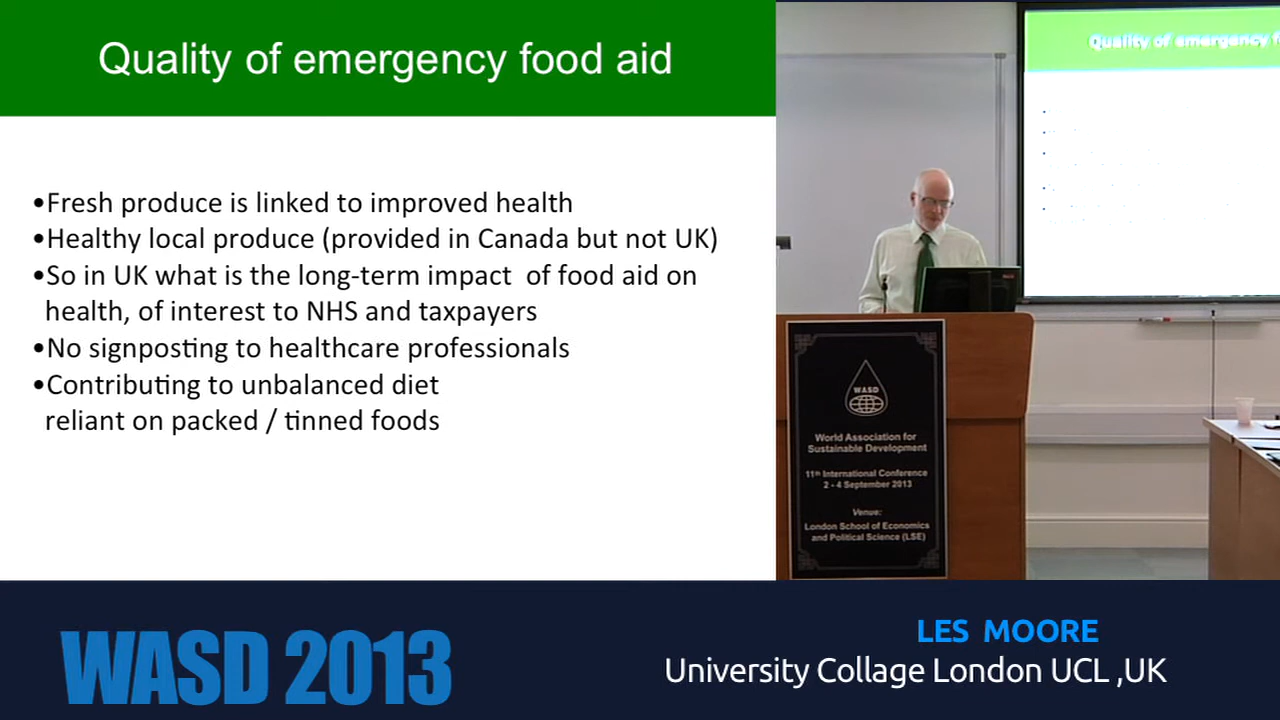 Quality of emergency food aid
•Fresh produce is linked to improved health
•Healthy local produce (provided in Canada but not UK)
•So in UK what is the long-term impact of food aid on
health, of interest to NHS and taxpayers
•No signposting to healthcare professionals
•Contributing to unbalanced diet
reliant on packed / tinned foods
Quality of emergency f
WASD
World Association for
Sustainable Development
11th International Conference
2 - 4 September 2013
Venue:
London School of Economics
and Political Science (LSE)
WASD 2013
LES MOORE
University Collage London UCL ,UK